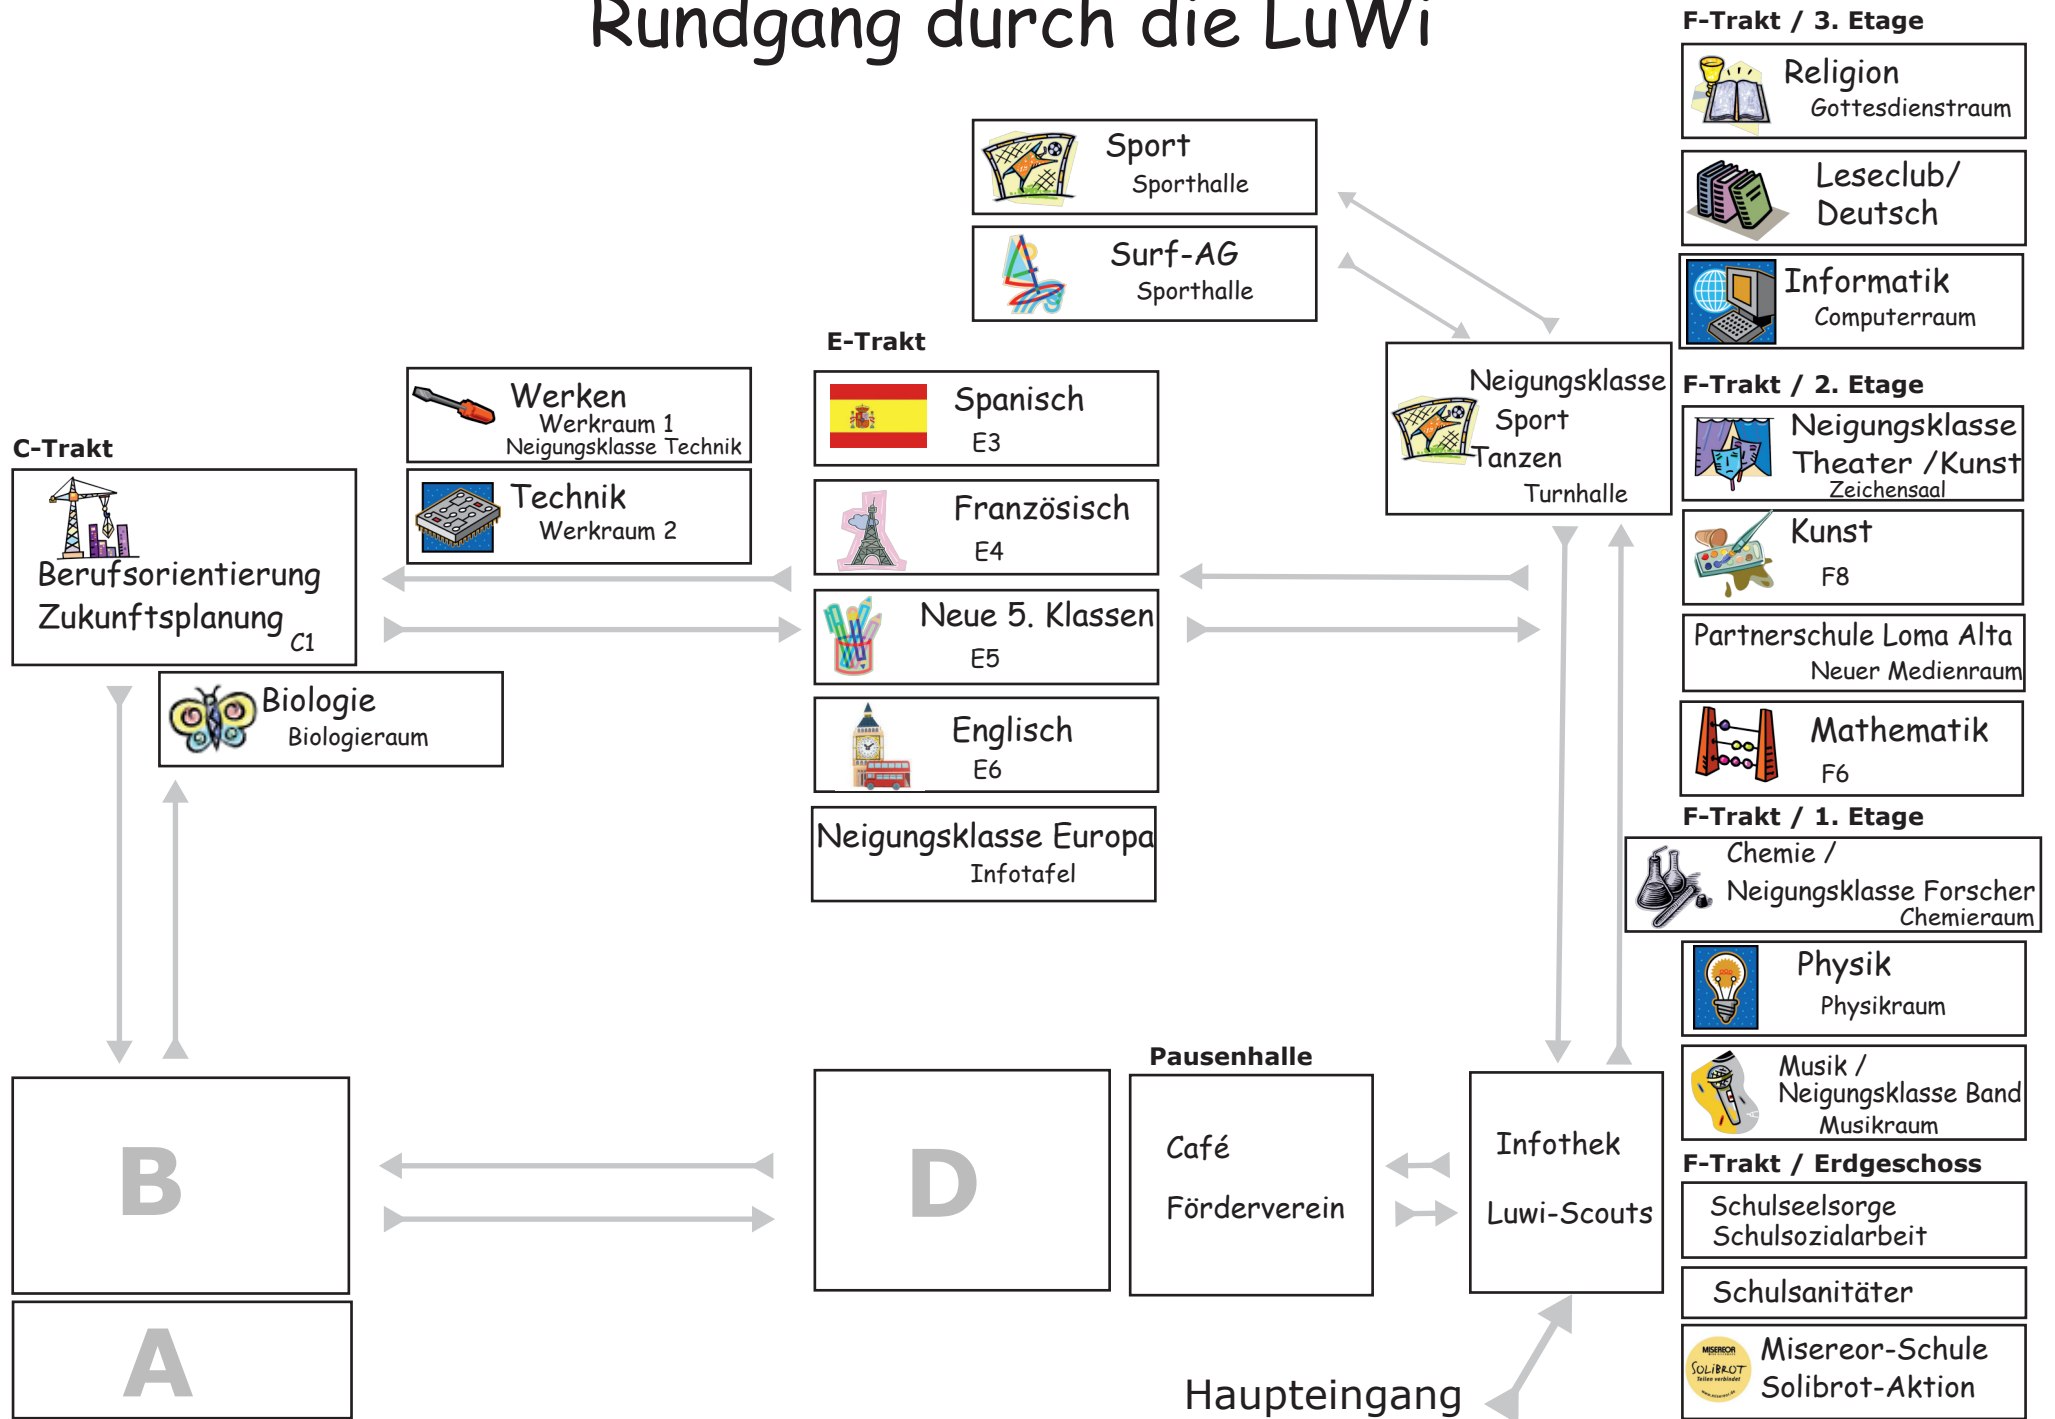 Rundgang durch die LuWi
Sport
Sporthalle
Surf-AG
Sporthalle
C-Trakt
Berufsorientierung
Zukunftsplanung
C1
Werken
Werkraum 1
Neigungsklasse Technik
Technik
Werkraum 2
Biologie
Biologieraum
E-Trakt
Spanisch
E3
Französisch
E4
Neue 5. Klassen
E5
Englisch
E6
Neigungsklasse Europa
Infotafel
Neigungsklasse
Sport
Tanzen
Turnhalle
B
A
D
Pausenhalle
Café
Förderverein
Infothek
Luwi-Scouts
Haupteingang
F-Trakt / 3. Etage
Religion
Gottesdienstraum
Leseclub/
Deutsch
Informatik
Computerraum
F-Trakt / 2. Etage
Neigungsklasse
Theater /Kunst
Zeichensaal
Kunst
F8
Partnerschule Loma Alta
Neuer Medienraum
Mathematik
F6
F-Trakt / 1. Etage
Chemie /
Neigungsklasse Forscher
Chemieraum
Physik
Physikraum
Musik /
Neigungsklasse Band
Musikraum
F-Trakt / Erdgeschoss
Schulseelsorge
Schulsozialarbeit
Schulsanitäter
MISEREOR
SOLIBROT
Teilen verbindet
Misereor-Schule
Solibrot-Aktion